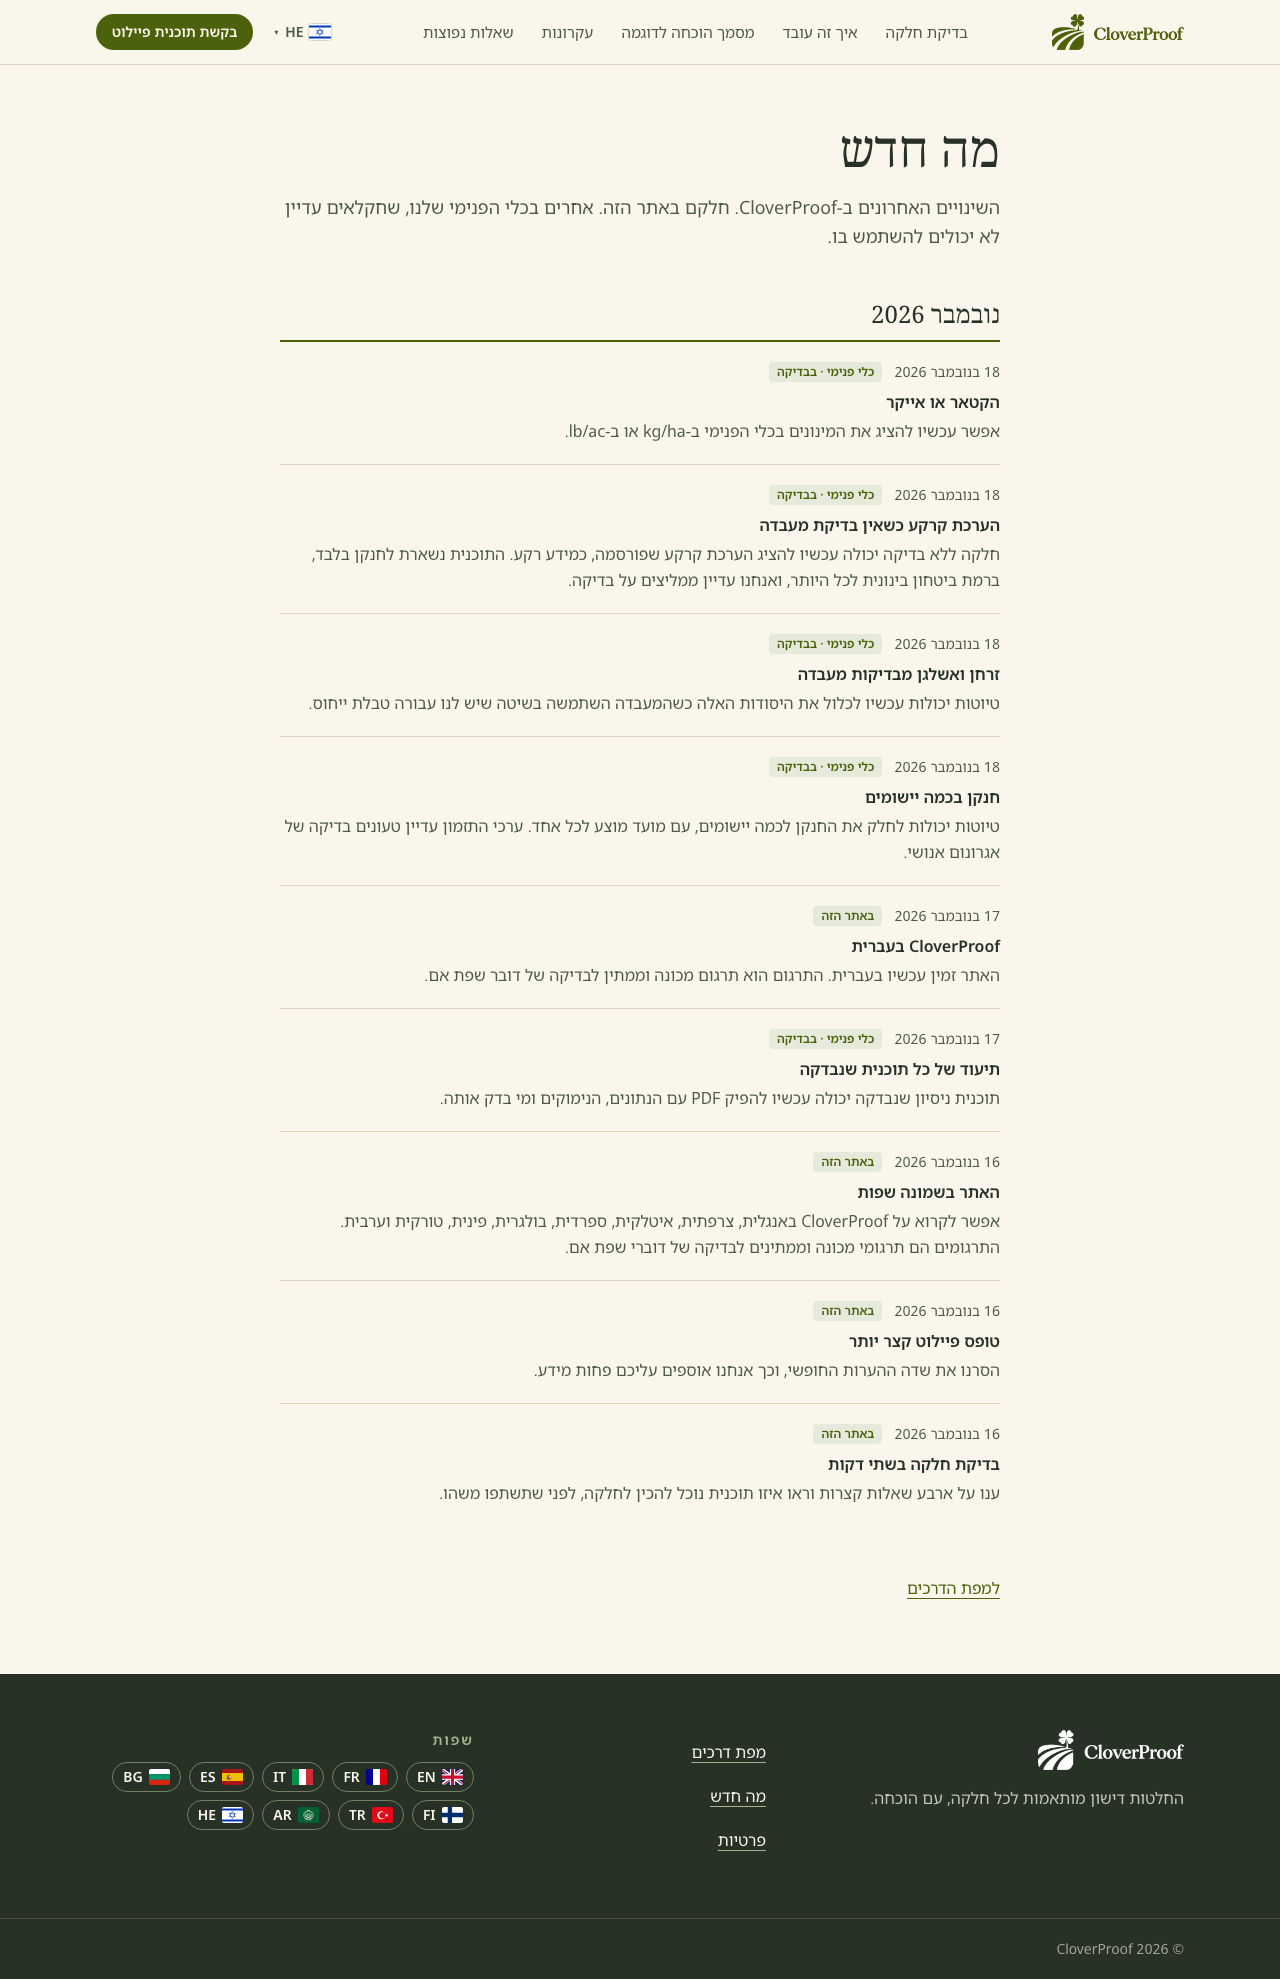 CloverProof
בדיקת חלקה
איך זה עובד
מסמך הוכחה לדוגמה
עקרונות
שאלות נפוצות
HE
בקשת תוכנית פיילוט
מה חדש
השינויים האחרונים ב-CloverProof. חלקם באתר הזה. אחרים בכלי הפנימי שלנו, שחקלאים עדיין
לא יכולים להשתמש בו.
נובמבר 2026
18 בנובמבר 2026 כלי פנימי · בבדיקה
הקטאר או אייקר
אפשר עכשיו להציג את המינונים בכלי הפנימי ב-kg/ha או ב-lb/ac.
18 בנובמבר 2026 כלי פנימי · בבדיקה
הערכת קרקע כשאין בדיקת מעבדה
חלקה ללא בדיקה יכולה עכשיו להציג הערכת קרקע שפורסמה, כמידע רקע. התוכנית נשארת לחנקן בלבד,
ברמת ביטחון בינונית לכל היותר, ואנחנו עדיין ממליצים על בדיקה.
18 בנובמבר 2026 כלי פנימי · בבדיקה
זרחן ואשלגן מבדיקות מעבדה
טיוטות יכולות עכשיו לכלול את היסודות האלה כשהמעבדה השתמשה בשיטה שיש לנו עבורה טבלת ייחוס.
18 בנובמבר 2026 כלי פנימי · בבדיקה
חנקן בכמה יישומים
טיוטות יכולות לחלק את החנקן לכמה יישומים, עם מועד מוצע לכל אחד. ערכי התזמון עדיין טעונים בדיקה של
אגרונום אנושי.
17 בנובמבר 2026 באתר הזה
CloverProof בעברית
האתר זמין עכשיו בעברית. התרגום הוא תרגום מכונה וממתין לבדיקה של דובר שפת אם.
17 בנובמבר 2026 כלי פנימי · בבדיקה
תיעוד של כל תוכנית שנבדקה
תוכנית ניסיון שנבדקה יכולה עכשיו להפיק PDF עם הנתונים, הנימוקים ומי בדק אותה.
16 בנובמבר 2026 באתר הזה
האתר בשמונה שפות
אפשר לקרוא על CloverProof באנגלית, צרפתית, איטלקית, ספרדית, בולגרית, פינית, טורקית וערבית.
התרגומים הם תרגומי מכונה וממתינים לבדיקה של דוברי שפת אם.
16 בנובמבר 2026 באתר הזה
טופס פיילוט קצר יותר
הסרנו את שדה ההערות החופשי, וכך אנחנו אוספים עליכם פחות מידע.
16 בנובמבר 2026 באתר הזה
בדיקת חלקה בשתי דקות
ענו על ארבע שאלות קצרות וראו איזו תוכנית נוכל להכין לחלקה, לפני שתשתפו משהו.
למפת הדרכים
CloverProof
החלטות דישון מותאמות לכל חלקה, עם הוכחה.
מפת דרכים
מה חדש
פרטיות
שפות
EN FR IT ES BG
FI TR AR HE
© 2026 CloverProof